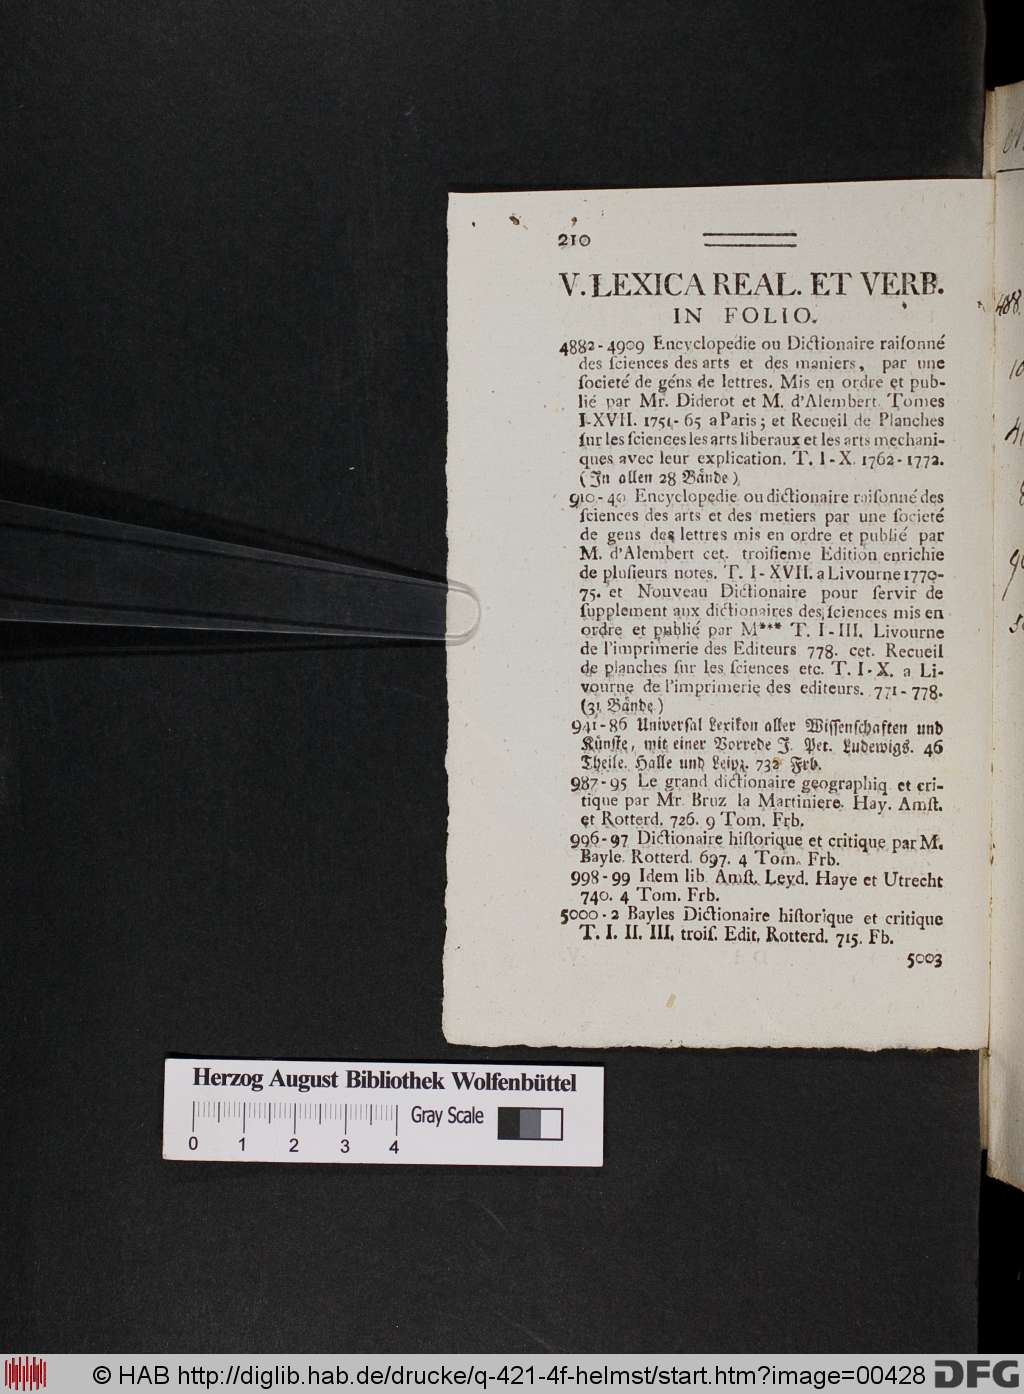 210
V. LEXICA REAL. ET VERB.
IN FOLIO.
4882-4909 Encyclopedie ou Dictionaire raiſonné
des ſciences des arts et des maniers, par une
ſocieté de géns de lettres. Mis en ordre et pub-
lié par Mr. Diderot et M. d'Alembert. Tomes
I-XVII. 1751-65 a Paris; et Recueil de Planches
ſur les ſciences les arts liberaux et les arts mechani-
ques avec leur explication. T. I-X. 1762-1772.
(In allen 28 Bände)
910-40 Encyclopedie ou dictionaire raiſonné des
ſciences des arts et des metiers par une ſocieté
de gens des lettres mis en ordre et publié par
M. d'Alembert cet. troiſieme Edition enrichie
de pluſieurs notes. T. I-XVII. a Livourne 1770-
75. et Nouveau Dictionaire pour ſervir de
ſupplement aux dictionaires des ſciences mis en
ordre et publié par M*** T. I-III. Livourne
de l'imprimerie des Editeurs 778. cet. Recueil
de planches ſur les ſciences etc. T. I-X. a Li-
vourne de l'imprimerie des editeurs. 771-778.
(31 Bände)
941-86 Univerſal Lexikon aller Wiſſenſchaften und
Künſte, mit einer Vorrede J. Pet. Ludewigs. 46
Theile. Halle und Leipz. 732 Frb.
987-95 Le grand dictionaire geographiq et cri-
tique par Mr. Bruz la Martiniere. Hay. Amſt.
et Rotterd. 726. 9 Tom. Frb.
996-97 Dictionaire hiſtorique et critique par M.
Bayle. Rotterd. 697. 4 Tom. Frb.
998-99 Idem lib Amſt. Leyd. Haye et Utrecht
740. 4 Tom. Frb.
5000-2 Bayles Dictionaire hiſtorique et critique
T. I. II. III. troiſ. Edit. Rotterd. 715. Fb.
5003
Herzog August Bibliothek Wolfenbüttel
Gray Scale
0 1 2 3 4
© HAB http://diglib.hab.de/drucke/q-421-4f-helmst/start.htm?image=00428
DFG